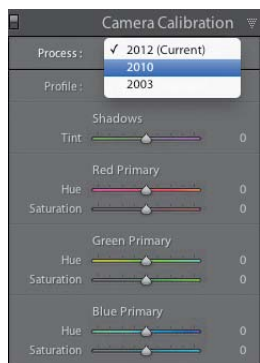 Camera Calibration
Process : ✓ 2012 (Current)
2010
2003
Profile :
Shadows
Tint 0
Red Primary
Hue 0
Saturation 0
Green Primary
Hue 0
Saturation 0
Blue Primary
Hue 0
Saturation 0